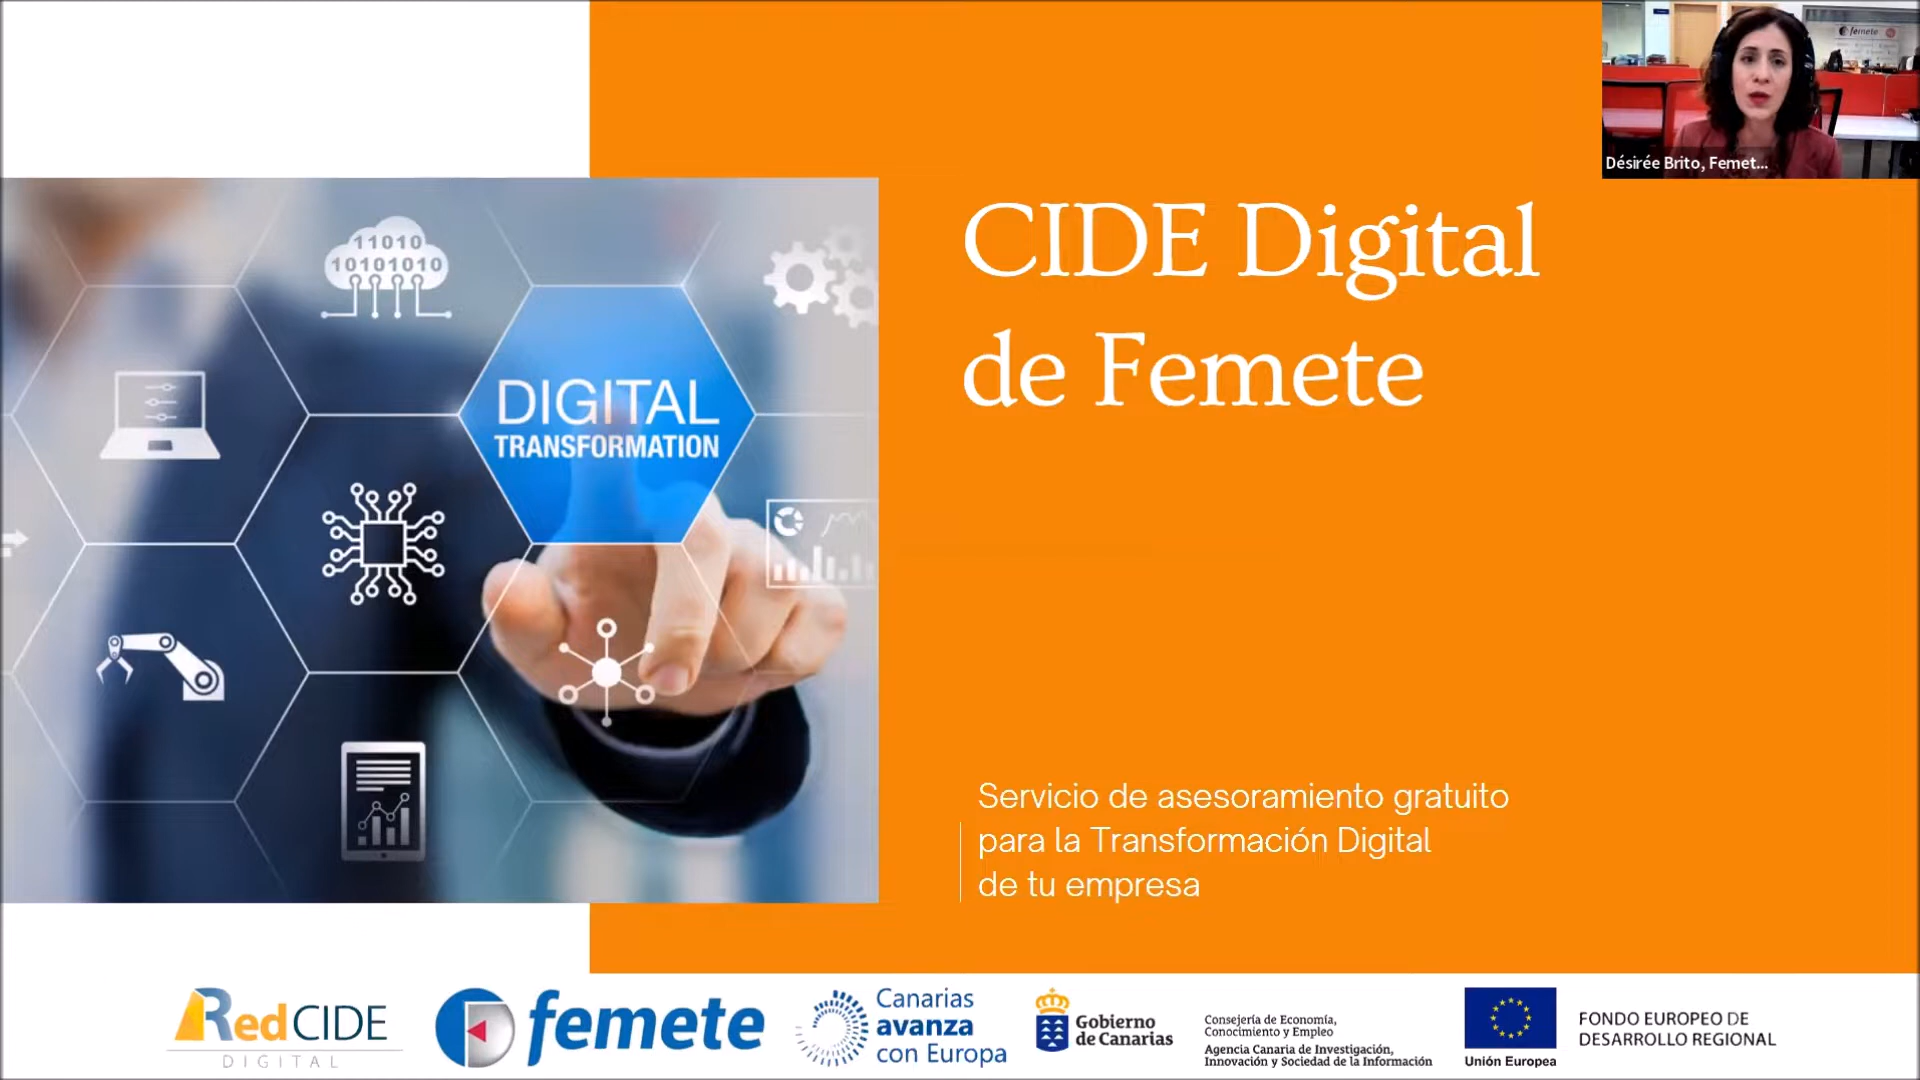 femete
Désirée Brito, Femet...
CIDE Digital
de Femete
11010
10101010
DIGITAL
TRANSFORMATION
Servicio de asesoramiento gratuito
para la Transformación Digital
de tu empresa
RedCIDE
DIGITAL
femete
Canarias
avanza
con Europa
Gobierno
de Canarias
Consejería de Economía,
Conocimiento y Empleo
Agencia Canaria de Investigación,
Innovación y Sociedad de la Información
Unión Europea
FONDO EUROPEO DE
DESARROLLO REGIONAL